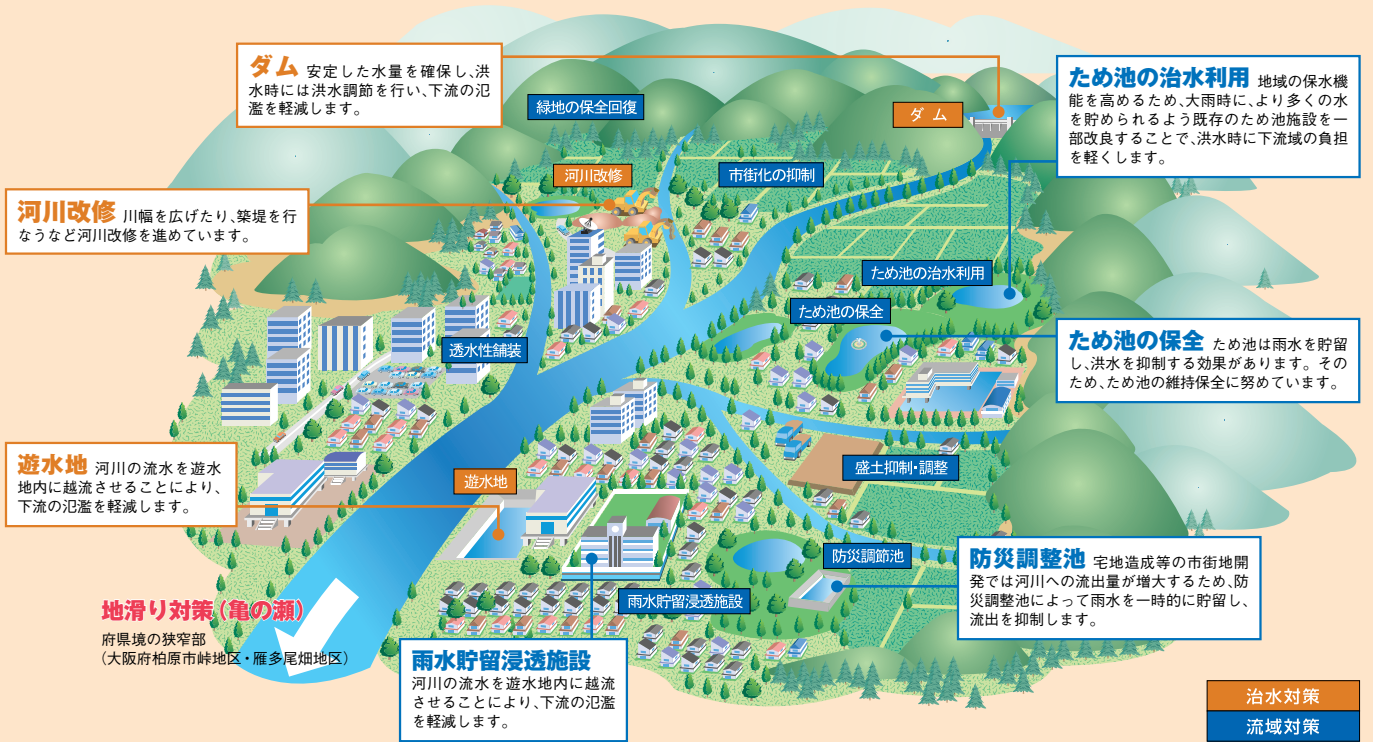 ダム 安定した水量を確保し、洪
水時には洪水調節を行い、下流の氾
濫を軽減します。
緑地の保全回復
ダム
ため池の治水利用 地域の保水機
能を高めるため、大雨時に、より多くの水
を貯められるよう既存のため池施設を一
部改良することで、洪水時に下流域の負担
を軽くします。
河川改修
市街化の抑制
河川改修 川幅を広げたり、築堤を行
なうなど河川改修を進めています。
ため池の治水利用
ため池の保全
透水性舗装
ため池の保全 ため池は雨水を貯留
し、洪水を抑制する効果があります。そ
のため、ため池の維持保全に努めています。
遊水地 河川の流水を遊水
地内に越流させることにより、
下流の氾濫を軽減します。
遊水地
盛土抑制・調整
防災調節池
防災調整池 宅地造成等の市街地開
発では河川への流出量が増大するため、防
災調整池によって雨水を一時的に貯留し、
流出を抑制します。
雨水貯留浸透施設
地滑り対策（亀の瀬）
府県境の狭窄部
（大阪府柏原市峠地区・雁多尾畑地区）
雨水貯留浸透施設
河川の流水を遊水地内に越流
させることにより、下流の氾濫
を軽減します。
治水対策
流域対策